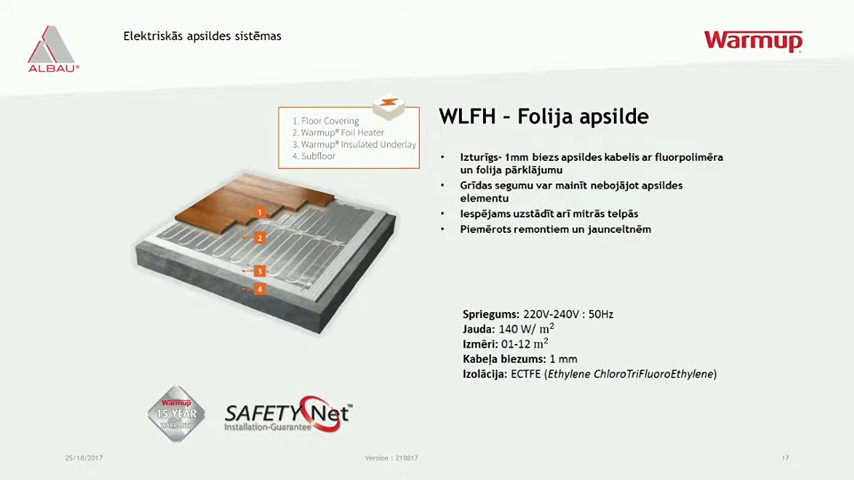 Elektriskās apsildes sistēmas
ALBAU®
Warmup
1. Floor Covering
2. Warmup® Foil Heater
3. Warmup® Insulated Underlay
4. Subfloor
WLFH – Folija apsilde
• Izturīgs- 1mm biezs apsildes kabelis ar fluorpolimēra
un folija pārklājumu
• Grīdas segumu var mainīt nebojājot apsildes
elementu
• Iespējams uzstādīt arī mitrās telpās
• Piemērots remontiem un jaunceltnēm
1
2
3
4
Spriegums: 220V-240V : 50Hz
Jauda: 140 W/ m²
Izmēri: 01-12 m²
Kabeļa biezums: 1 mm
Izolācija: ECTFE (Ethylene ChloroTriFluoroEthylene)
Warmup
15 YEAR
WARRANTY
SAFETY Net™
Installation-Guarantee
25/10/2017
Version : 210817
17